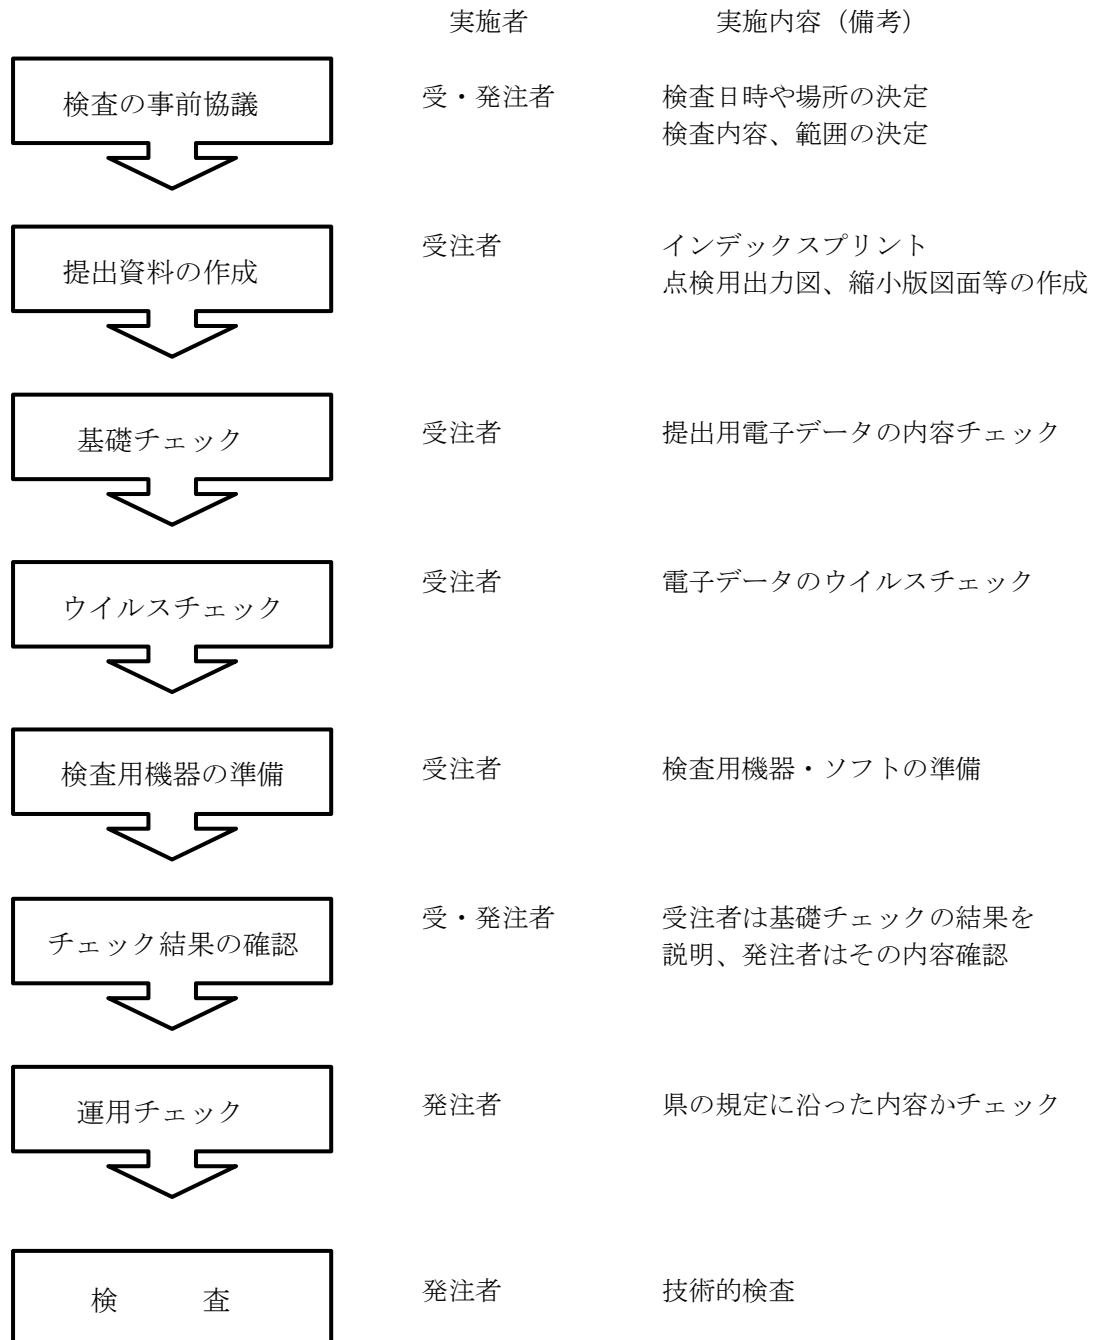 実施者 実施内容（備考）
検査の事前協議 受・発注者 検査日時や場所の決定
検査内容、範囲の決定
提出資料の作成 受注者 インデックスプリント
点検用出力図、縮小版図面等の作成
基礎チェック 受注者 提出用電子データの内容チェック
ウイルスチェック 受注者 電子データのウイルスチェック
検査用機器の準備 受注者 検査用機器・ソフトの準備
チェック結果の確認 受・発注者 受注者は基礎チェックの結果を
説明、発注者はその内容確認
運用チェック 発注者 県の規定に沿った内容かチェック
検　　査 発注者 技術的検査